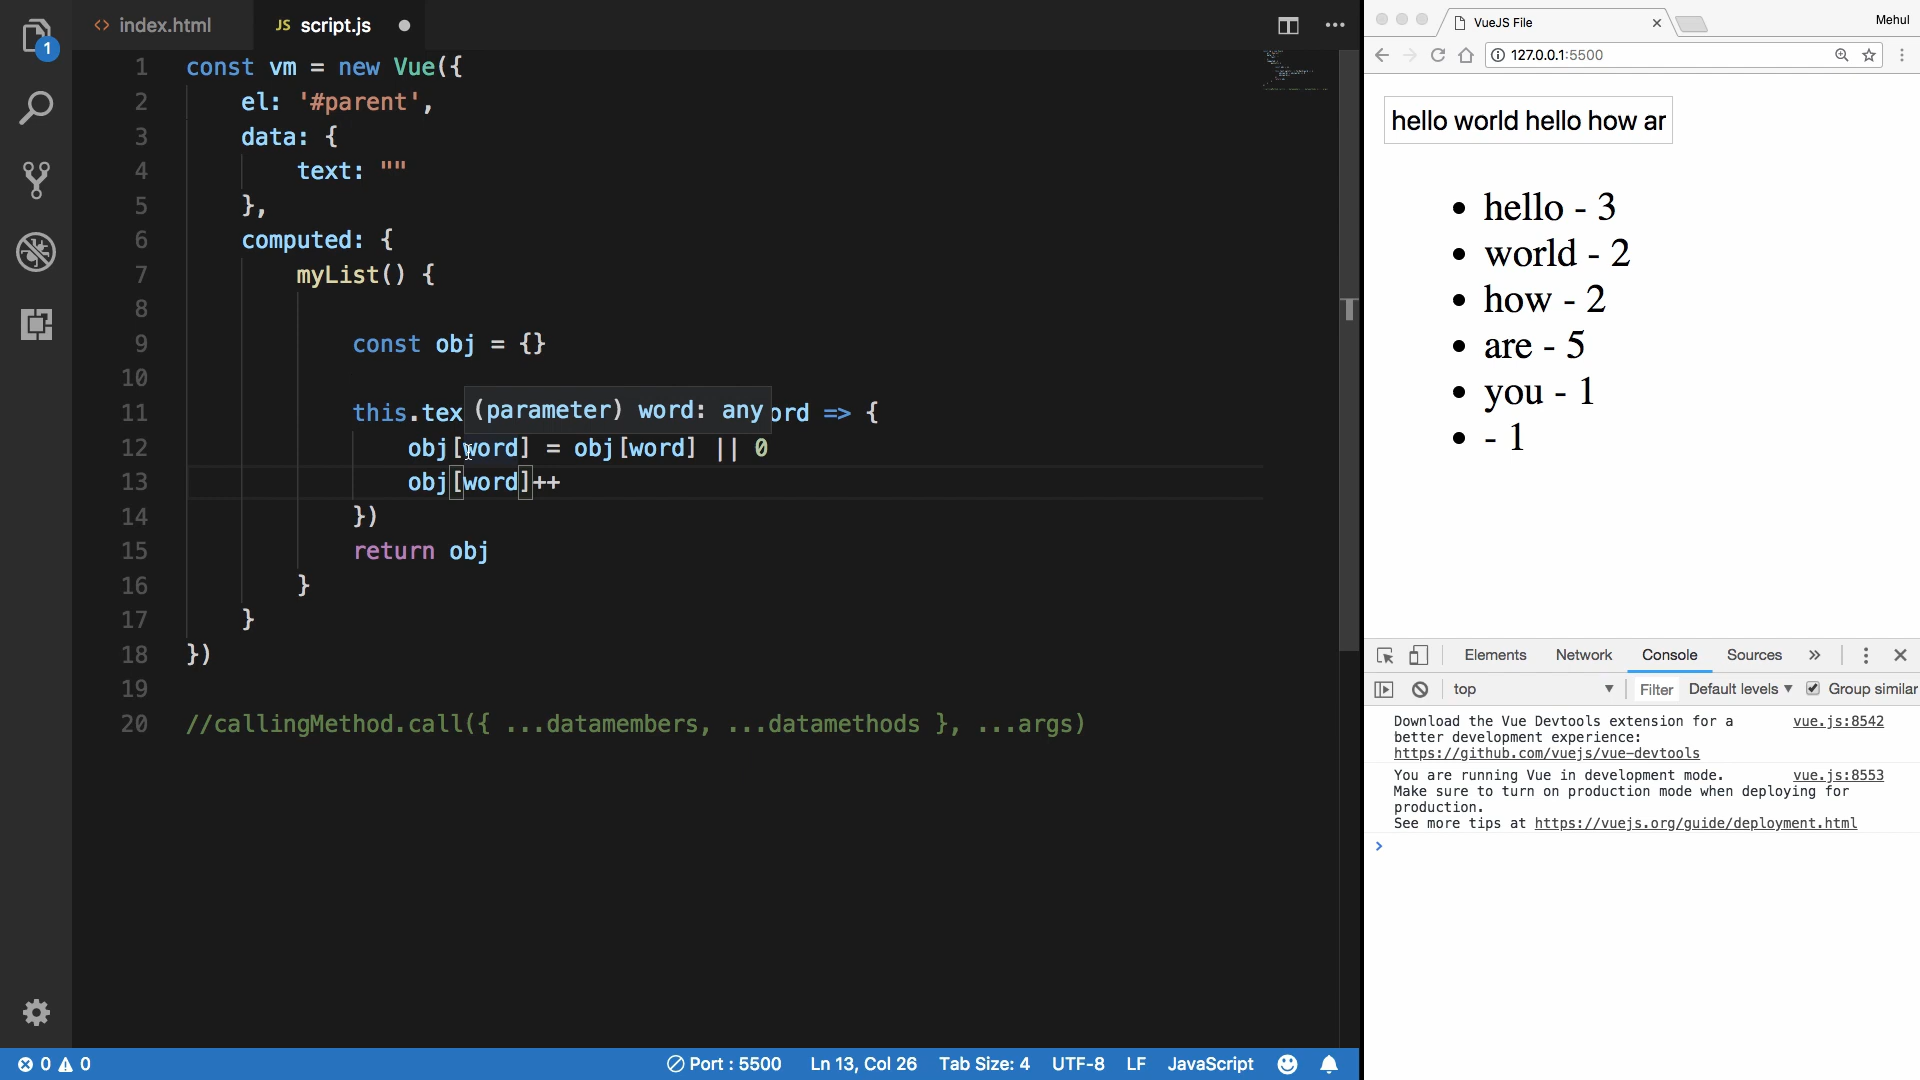 1
index.html
JS script.js
1 const vm = new Vue({
2 el: '#parent',
3 data: {
4 text: ""
5 },
6 computed: {
7 myList() {
8
9 const obj = {}
10
11 this.tex ord => {
(parameter) word: any
12 obj[word] = obj[word] || 0
13 obj[word]++
14 })
15 return obj
16 }
17 }
18 })
19
20 //callingMethod.call({ ...datamembers, ...datamethods }, ...args)
0 0
Port : 5500 Ln 13, Col 26 Tab Size: 4 UTF-8 LF JavaScript
VueJS File
Mehul
127.0.0.1:5500
hello world hello how ar
• hello - 3
• world - 2
• how - 2
• are - 5
• you - 1
• - 1
Elements Network Console Sources »
top Filter Default levels Group similar
Download the Vue Devtools extension for a vue.js:8542
better development experience:
https://github.com/vuejs/vue-devtools
You are running Vue in development mode. vue.js:8553
Make sure to turn on production mode when deploying for
production.
See more tips at https://vuejs.org/guide/deployment.html
>